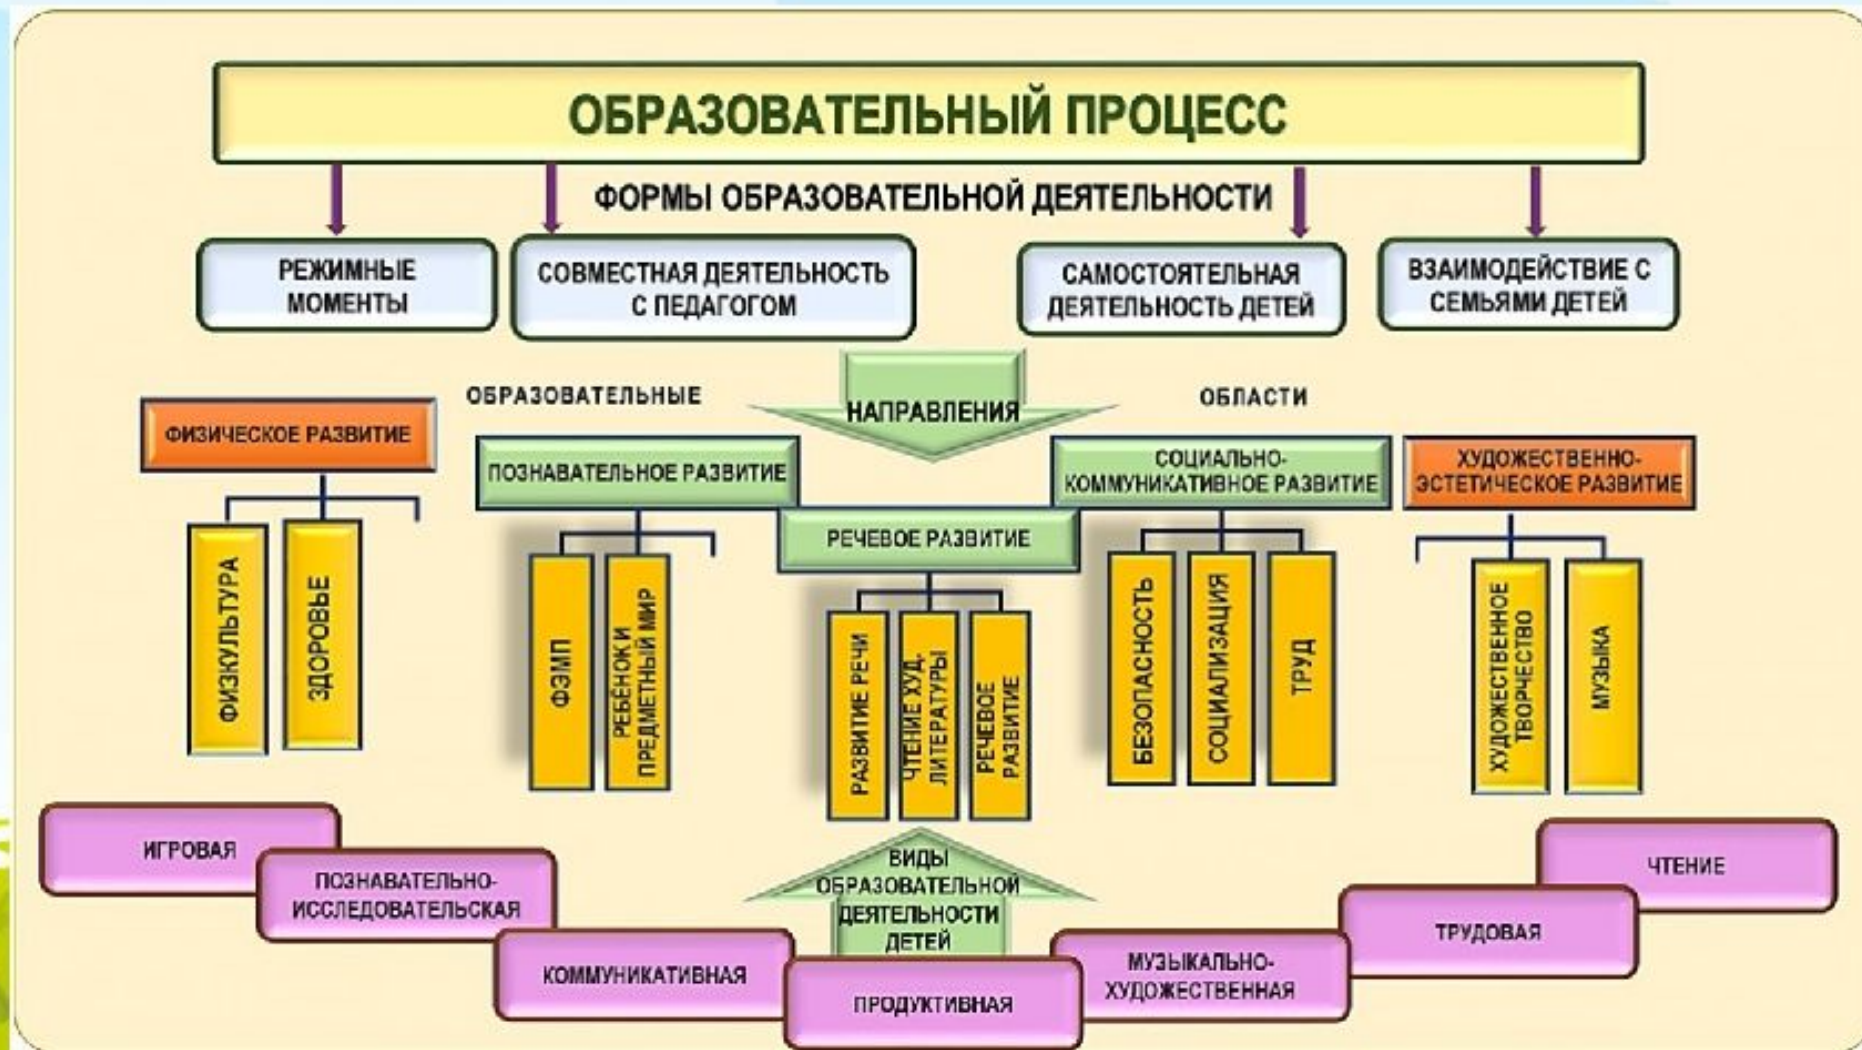 ОБРАЗОВАТЕЛЬНЫЙ ПРОЦЕСС
ФОРМЫ ОБРАЗОВАТЕЛЬНОЙ ДЕЯТЕЛЬНОСТИ
РЕЖИМНЫЕ
МОМЕНТЫ
СОВМЕСТНАЯ ДЕЯТЕЛЬНОСТЬ
С ПЕДАГОГОМ
САМОСТОЯТЕЛЬНАЯ
ДЕЯТЕЛЬНОСТЬ ДЕТЕЙ
ВЗАИМОДЕЙСТВИЕ С
СЕМЬЯМИ ДЕТЕЙ
ОБРАЗОВАТЕЛЬНЫЕ
НАПРАВЛЕНИЯ
ОБЛАСТИ
ФИЗИЧЕСКОЕ РАЗВИТИЕ
ПОЗНАВАТЕЛЬНОЕ РАЗВИТИЕ
РЕЧЕВОЕ РАЗВИТИЕ
СОЦИАЛЬНО-
КОММУНИКАТИВНОЕ РАЗВИТИЕ
ХУДОЖЕСТВЕННО-
ЭСТЕТИЧЕСКОЕ РАЗВИТИЕ
ФИЗКУЛЬТУРА
ЗДОРОВЬЕ
ФЭМП
РЕБЁНОК И
ПРЕДМЕТНЫЙ МИР
РАЗВИТИЕ РЕЧИ
ЧТЕНИЕ ХУД.
ЛИТЕРАТУРЫ
РЕЧЕВОЕ
РАЗВИТИЕ
БЕЗОПАСНОСТЬ
СОЦИАЛИЗАЦИЯ
ТРУД
ХУДОЖЕСТВЕННОЕ
ТВОРЧЕСТВО
МУЗЫКА
ВИДЫ
ОБРАЗОВАТЕЛЬНОЙ
ДЕЯТЕЛЬНОСТИ
ДЕТЕЙ
ИГРОВАЯ
ПОЗНАВАТЕЛЬНО-
ИССЛЕДОВАТЕЛЬСКАЯ
КОММУНИКАТИВНАЯ
ПРОДУКТИВНАЯ
МУЗЫКАЛЬНО-
ХУДОЖЕСТВЕННАЯ
ТРУДОВАЯ
ЧТЕНИЕ